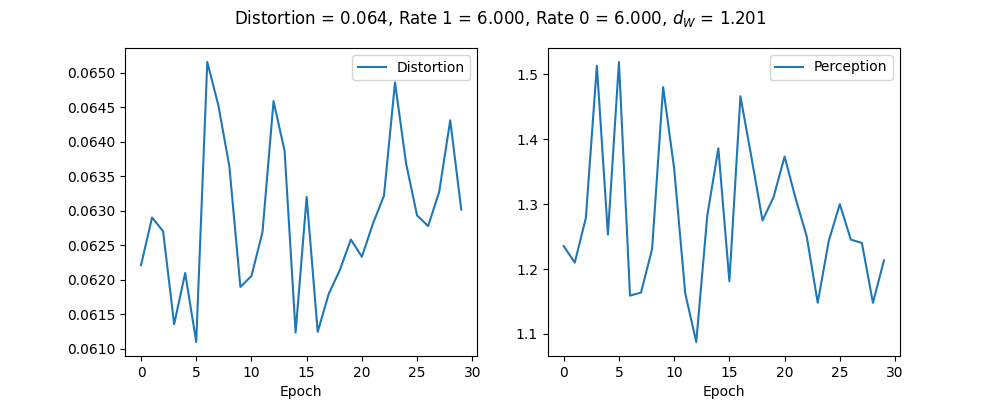 Distortion = 0.064, Rate 1 = 6.000, Rate 0 = 6.000, d_W = 1.201
Distortion
0.0650
0.0645
0.0640
0.0635
0.0630
0.0625
0.0620
0.0615
0.0610
0 5 10 15 20 25 30
Epoch
Perception
1.5
1.4
1.3
1.2
1.1
0 5 10 15 20 25 30
Epoch